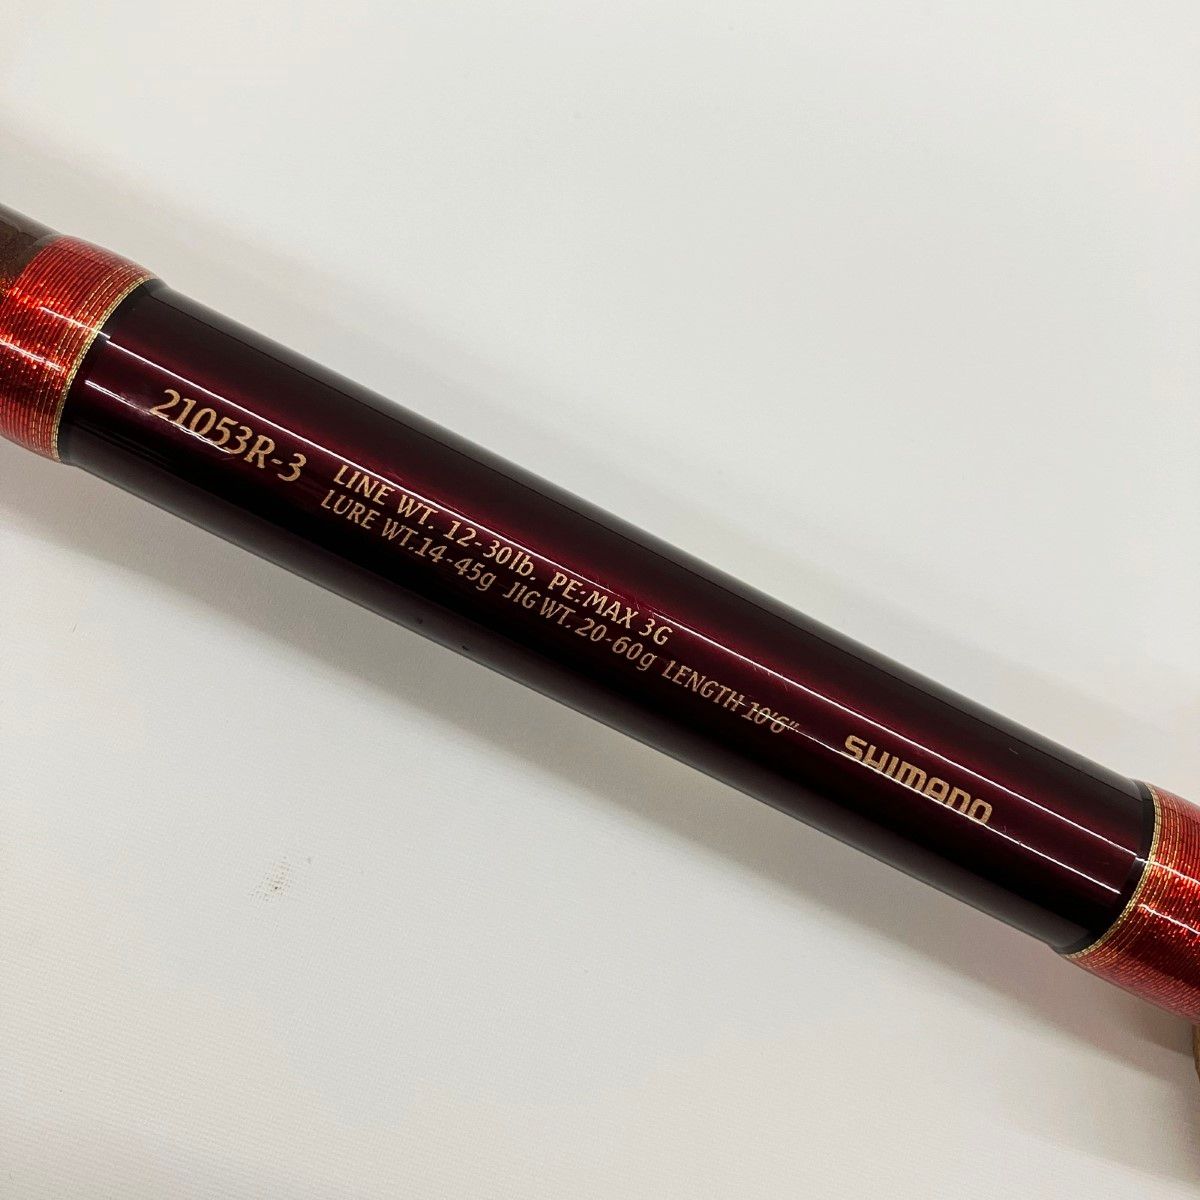 21053R-3
LINE WT. 12-30lb. PE:MAX 3G
LURE WT.14-45g JIG WT. 20-60g LENGTH 10'6"
SHIMANO